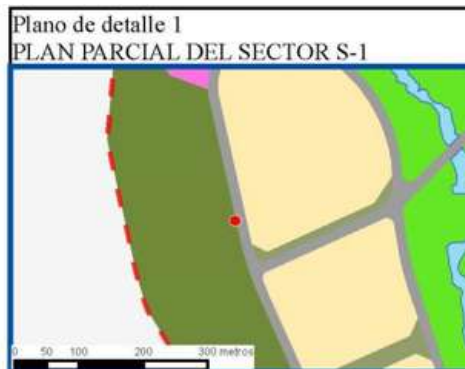 Plano de detalle 1
PLAN PARCIAL DEL SECTOR S-1
0 50 100 200 300 metros